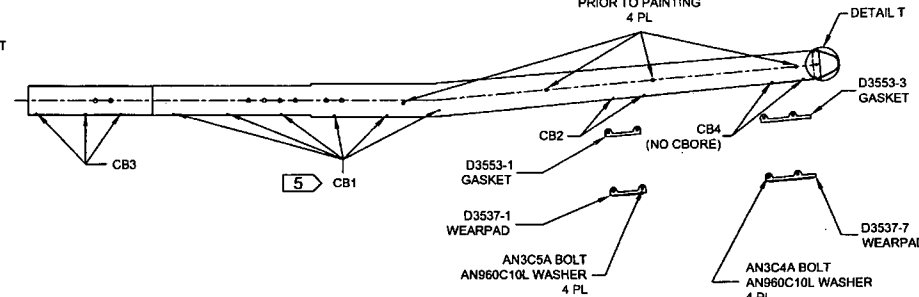 PRIOR TO PAINTING
4 PL
DETAIL T
T
D3553-3
GASKET
CB3
5
CB1
CB2
CB4
(NO CBORE)
D3553-1
GASKET
D3537-1
WEARPAD
D3537-7
WEARPAD
AN3C5A BOLT
AN960C10L WASHER
4 PL
AN3C4A BOLT
AN960C10L WASHER
4 PL